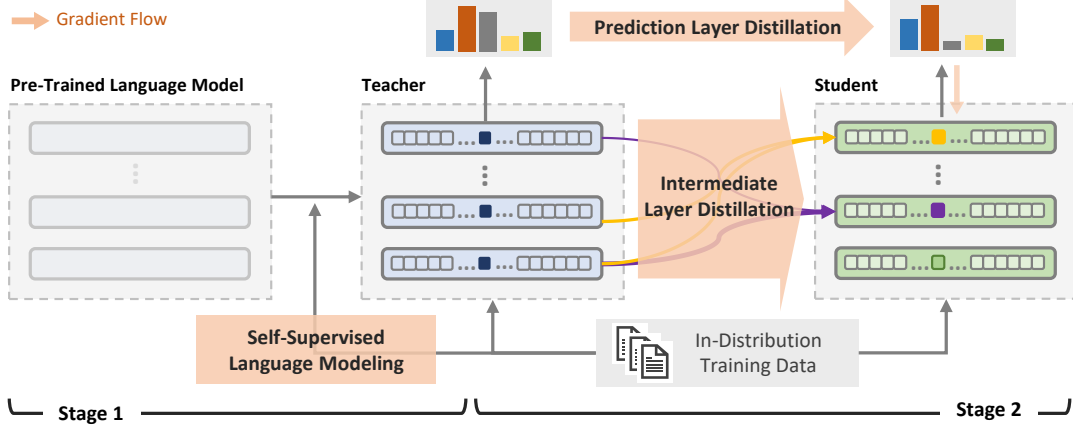 Gradient Flow
Prediction Layer Distillation
Pre-Trained Language Model
Teacher
Student
Intermediate
Layer Distillation
Self-Supervised
Language Modeling
In-Distribution
Training Data
Stage 1
Stage 2